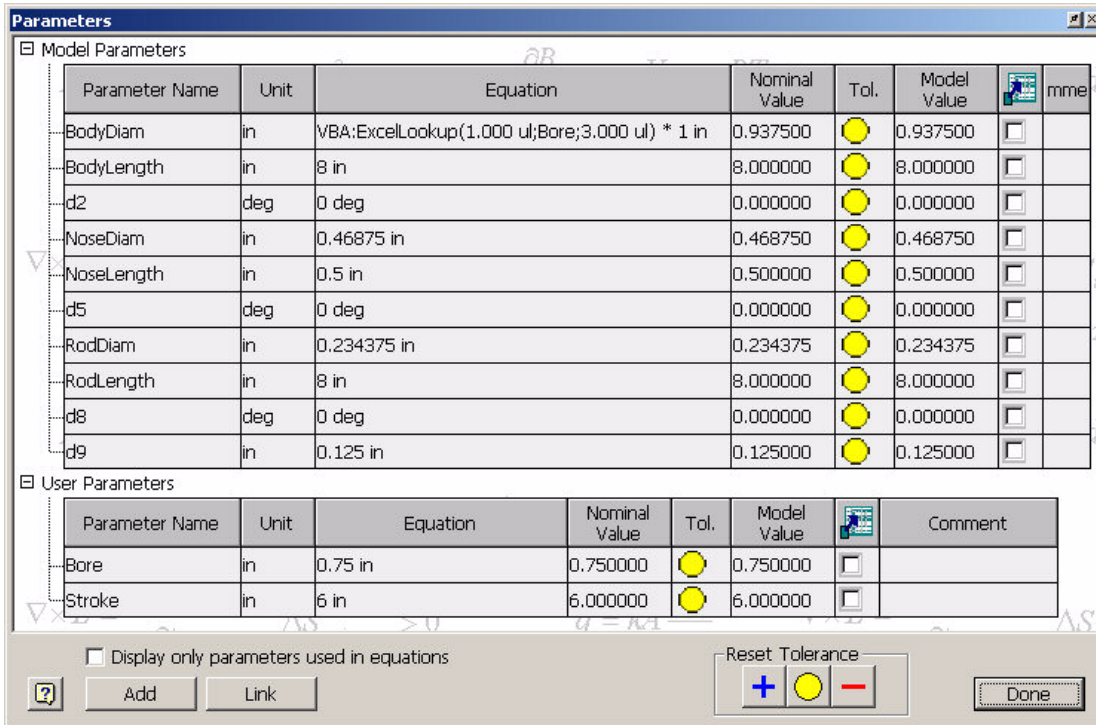 Parameters
Model Parameters
Parameter Name Unit Equation Nominal Value Tol. Model Value mme
BodyDiam in VBA:ExcelLookup(1.000 ul;Bore;3.000 ul) * 1 in 0.937500 0.937500
BodyLength in 8 in 8.000000 8.000000
d2 deg 0 deg 0.000000 0.000000
NoseDiam in 0.46875 in 0.468750 0.468750
NoseLength in 0.5 in 0.500000 0.500000
d5 deg 0 deg 0.000000 0.000000
RodDiam in 0.234375 in 0.234375 0.234375
RodLength in 8 in 8.000000 8.000000
d8 deg 0 deg 0.000000 0.000000
d9 in 0.125 in 0.125000 0.125000
User Parameters
Parameter Name Unit Equation Nominal Value Tol. Model Value Comment
Bore in 0.75 in 0.750000 0.750000
Stroke in 6 in 6.000000 6.000000
Display only parameters used in equations
Reset Tolerance
? Add Link + − Done